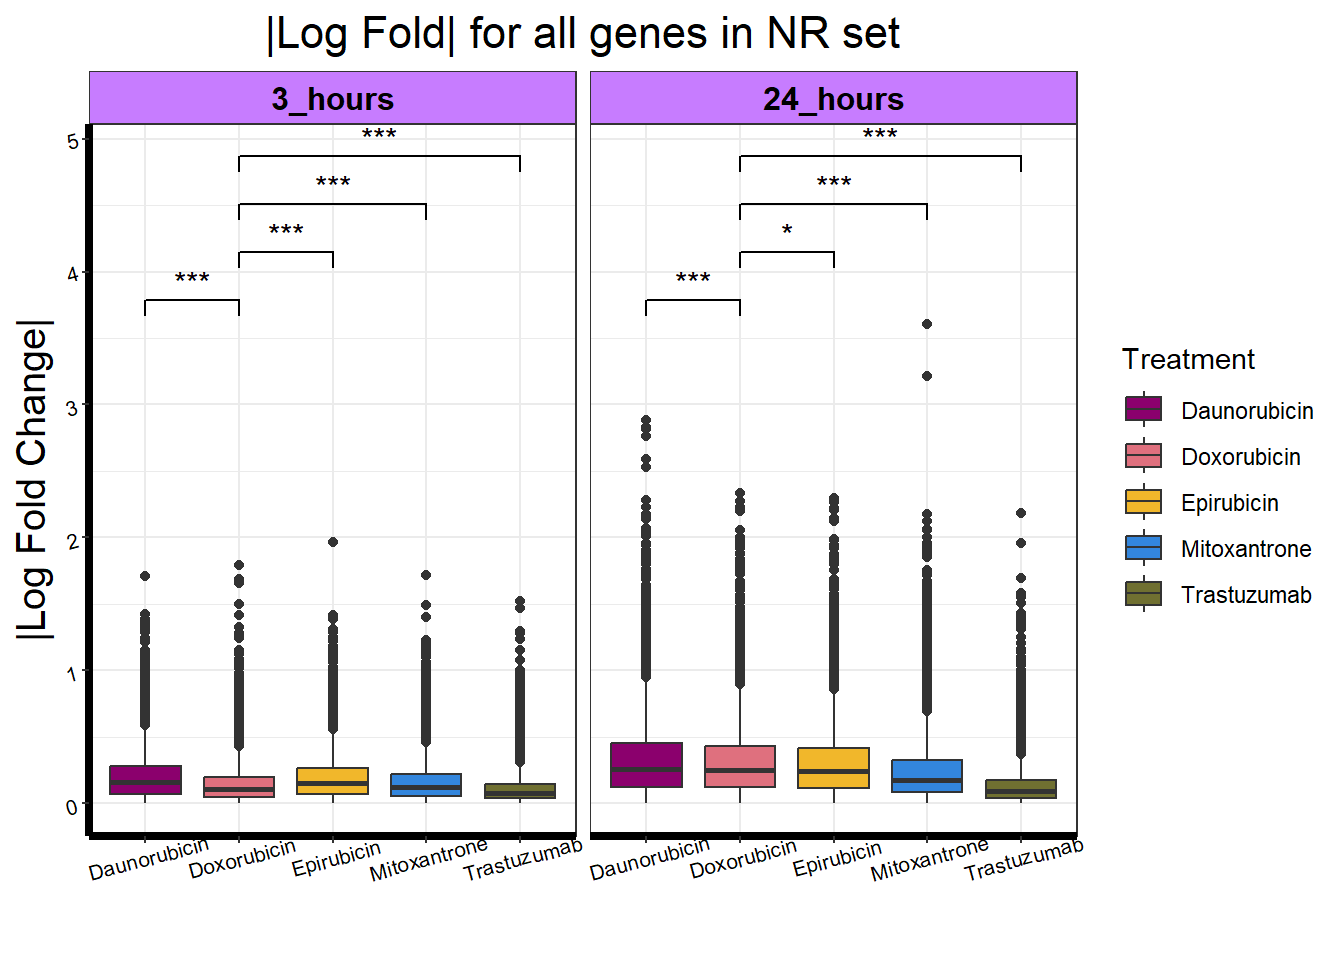 |Log Fold| for all genes in NR set
3_hours
24_hours
|Log Fold Change|
5
4
3
2
1
0
***
***
***
***
***
***
*
***
Daunorubicin
Doxorubicin
Epirubicin
Mitoxantrone
Trastuzumab
Daunorubicin
Doxorubicin
Epirubicin
Mitoxantrone
Trastuzumab
Treatment
Daunorubicin
Doxorubicin
Epirubicin
Mitoxantrone
Trastuzumab